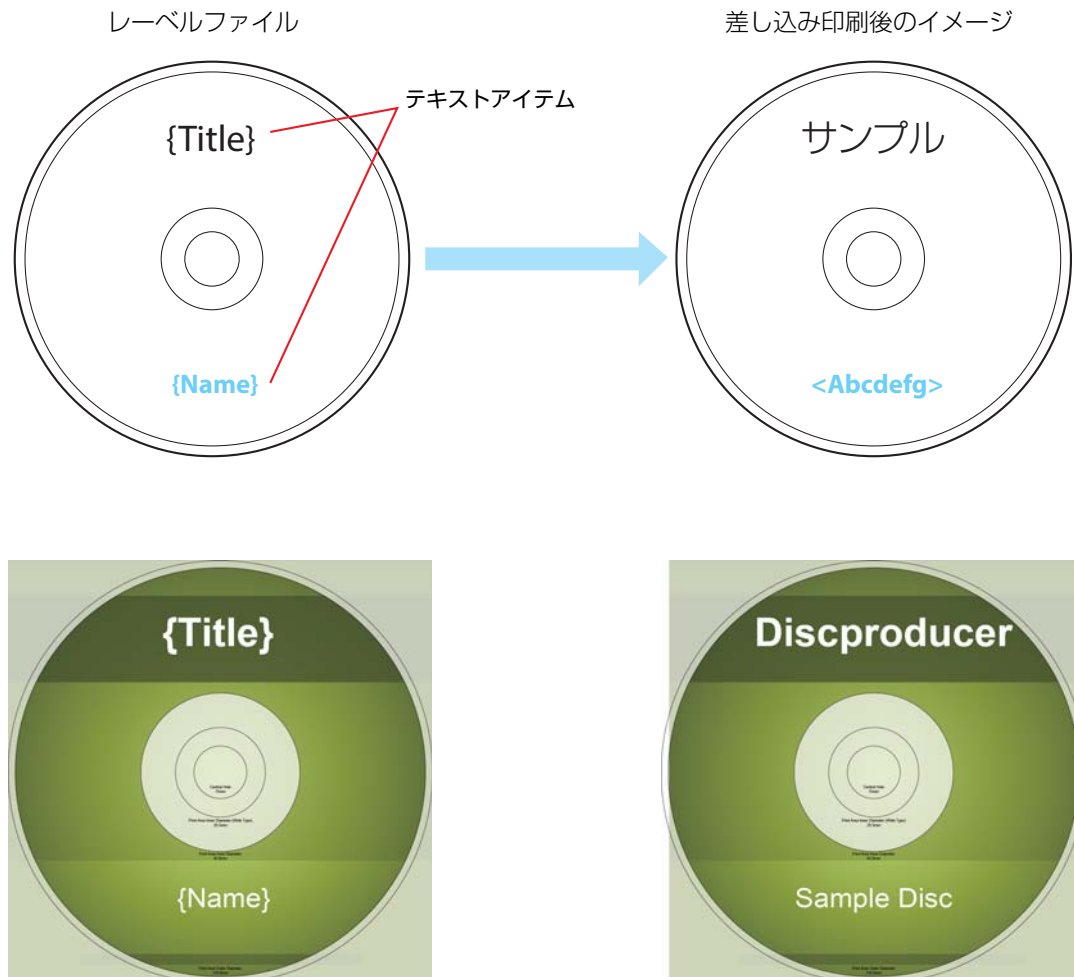 レーベルファイル
差し込み印刷後のイメージ
テキストアイテム
{Title}
サンプル
{Name}
<Abcdefg>
{Title}
Discproducer
{Name}
Sample Disc